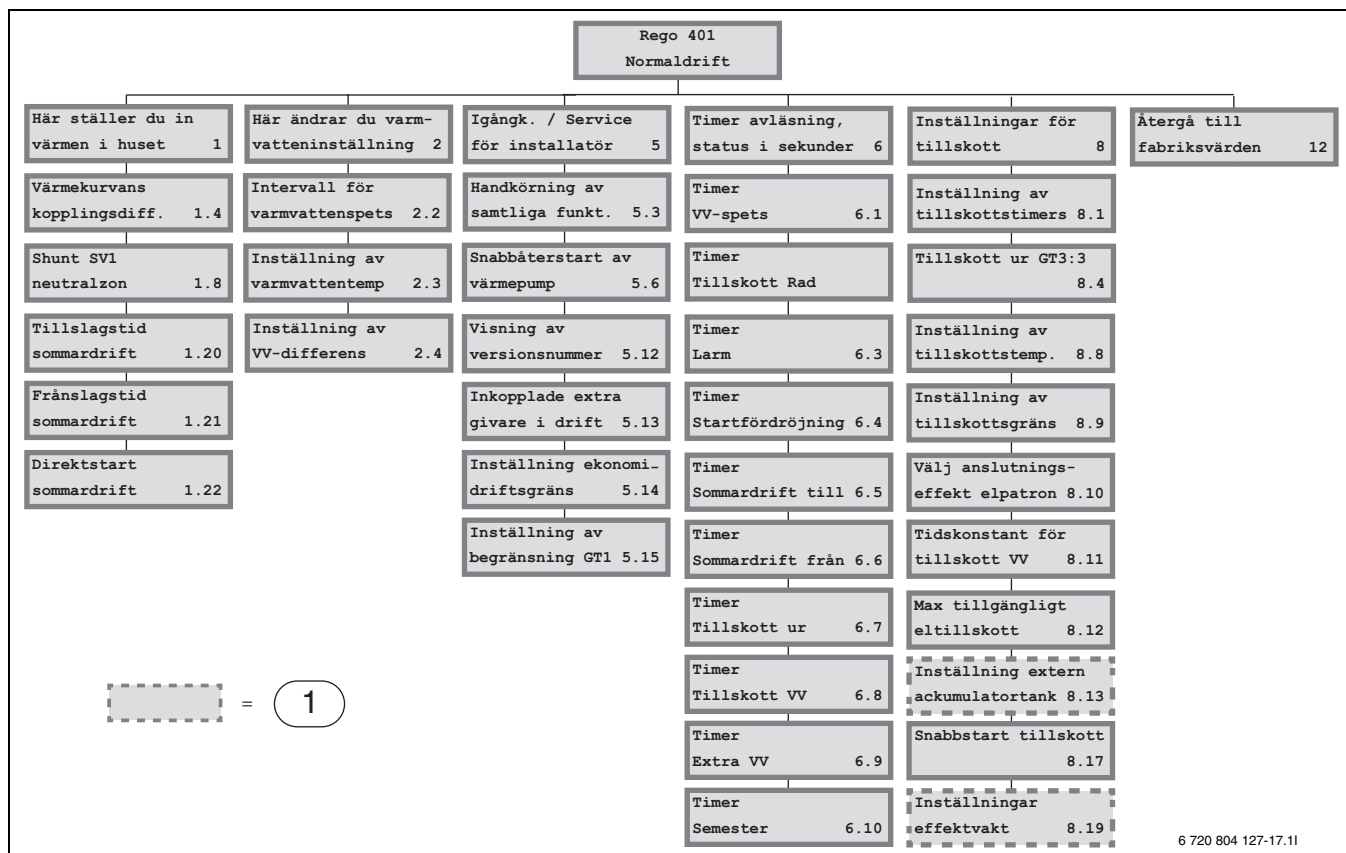 Rego 401
Normaldrift
Här ställer du in
värmen i huset 1
Värmekurvans
kopplingsdiff. 1.4
Shunt SV1
neutralzon 1.8
Tillslagstid
sommardrift 1.20
Frånslagstid
sommardrift 1.21
Direktstart
sommardrift 1.22
Här ändrar du varm-
vatteninställning 2
Intervall för
varmvattenspets 2.2
Inställning av
varmvattentemp 2.3
Inställning av
VV-differens 2.4
Igångk. / Service
för installatör 5
Handkörning av
samtliga funkt. 5.3
Snabbåterstart av
värmepump 5.6
Visning av
versionsnummer 5.12
Inkopplade extra
givare i drift 5.13
Inställning ekonomi-
driftsgräns 5.14
Inställning av
begränsning GT1 5.15
Timer avläsning,
status i sekunder 6
Timer
VV-spets 6.1
Timer
Tillskott Rad
Timer
Larm 6.3
Timer
Startfördröjning 6.4
Timer
Sommardrift till 6.5
Timer
Sommardrift från 6.6
Timer
Tillskott ur 6.7
Timer
Tillskott VV 6.8
Timer
Extra VV 6.9
Timer
Semester 6.10
Inställningar för
tillskott 8
Inställning av
tillskottstimers 8.1
Tillskott ur GT3:3
8.4
Inställning av
tillskottstemp. 8.8
Inställning av
tillskottsgräns 8.9
Välj anslutnings-
effekt elpatron 8.10
Tidskonstant för
tillskott VV 8.11
Max tillgängligt
eltillskott 8.12
Inställning extern
ackumulatortank 8.13
Snabbstart tillskott
8.17
Inställningar
effektvakt 8.19
Återgå till
fabriksvärden 12
= 1
6 720 804 127-17.1I